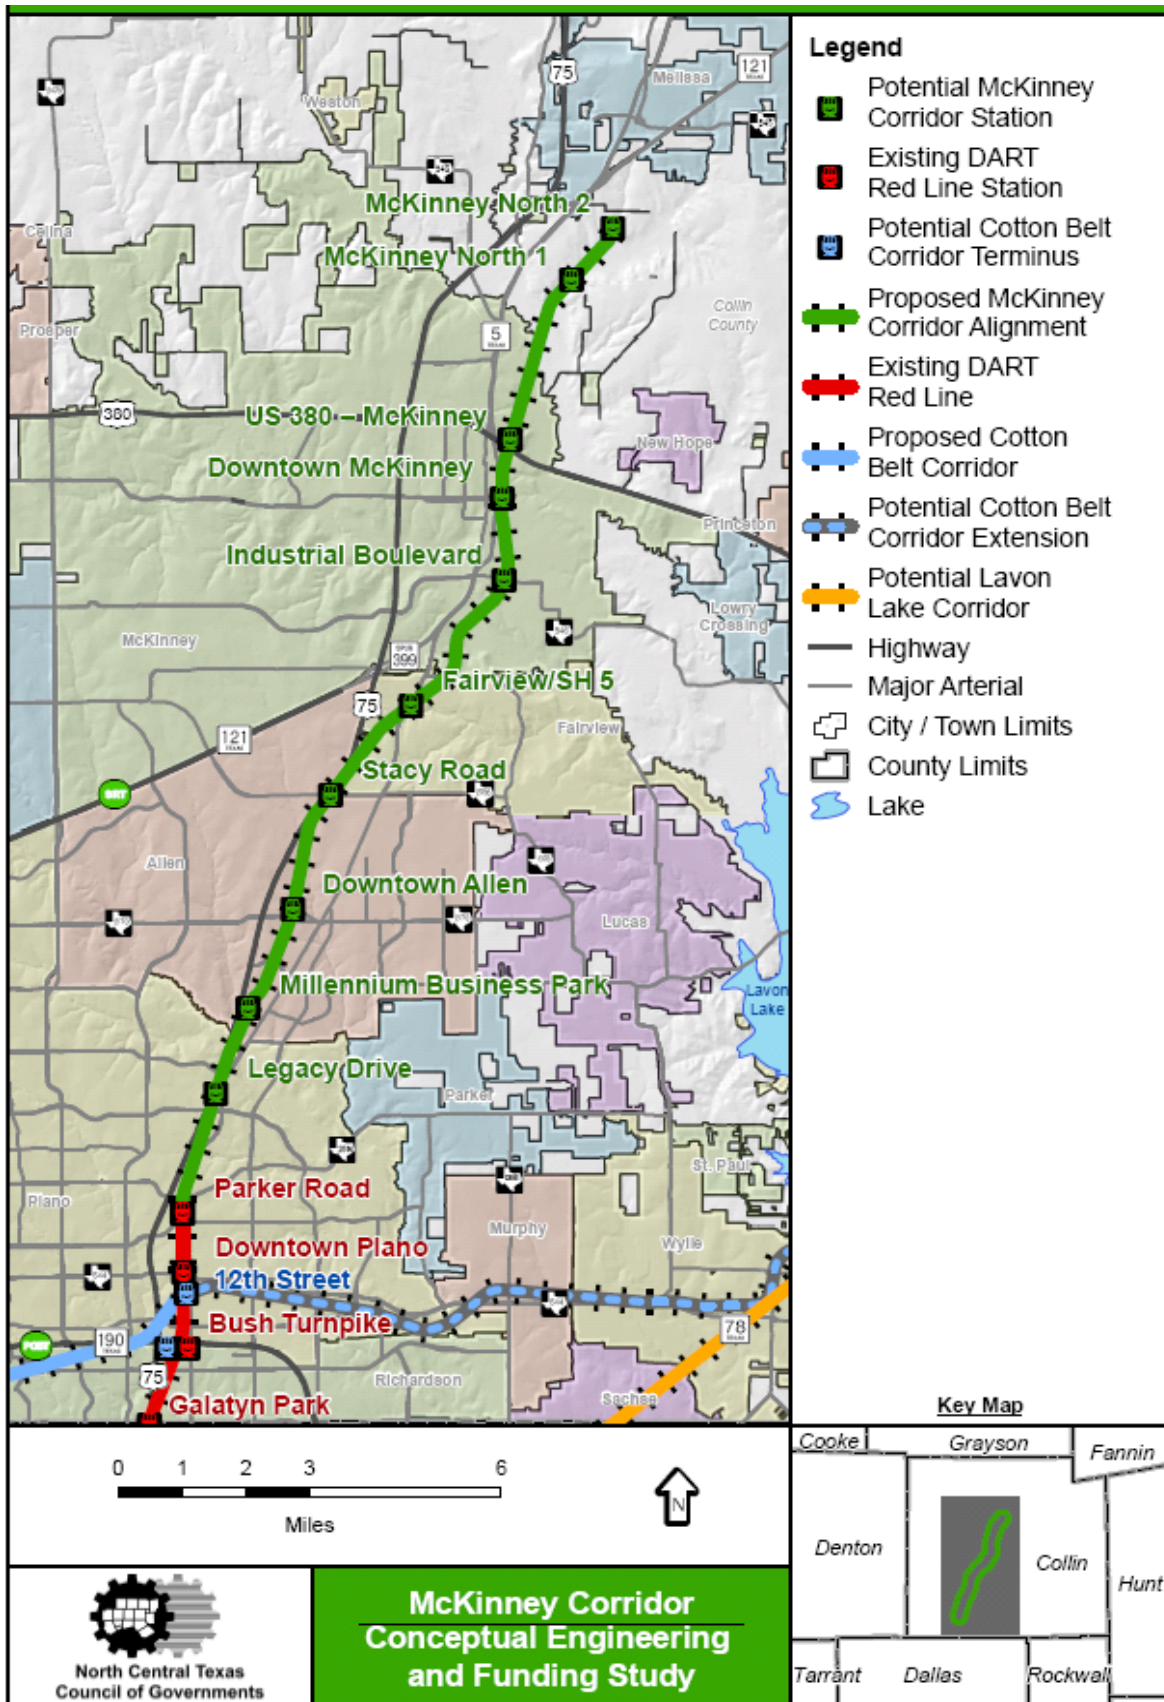 75
Melissa
121
TEXAS
Weston
McKinney North 2
Celina
McKinney North 1
Collin
County
Prosper
5
TEXAS
380
US 380 – McKinney
New Hope
Downtown McKinney
Princeton
Industrial Boulevard
Lowry
Crossing
McKinney
SPUR
399
Fairview/SH 5
75
Fairview
121
TEXAS
Stacy Road
BRT
Allen
Downtown Allen
Lucas
Millennium Business Park
Lavon
Lake
Legacy Drive
Parker
St. Paul
Parker Road
Plano
Murphy
Wylie
Downtown Plano
12th Street
Bush Turnpike
190
TEXAS
78
TEXAS
75
Richardson
Galatyn Park
Sachse
Legend
Potential McKinney
Corridor Station
Existing DART
Red Line Station
Potential Cotton Belt
Corridor Terminus
Proposed McKinney
Corridor Alignment
Existing DART
Red Line
Proposed Cotton
Belt Corridor
Potential Cotton Belt
Corridor Extension
Potential Lavon
Lake Corridor
Highway
Major Arterial
City / Town Limits
County Limits
Lake
Key Map
Cooke
Grayson
Fannin
Denton
Collin
Hunt
Tarrant
Dallas
Rockwall
0 1 2 3 6
Miles
N
North Central Texas
Council of Governments
McKinney Corridor
Conceptual Engineering
and Funding Study